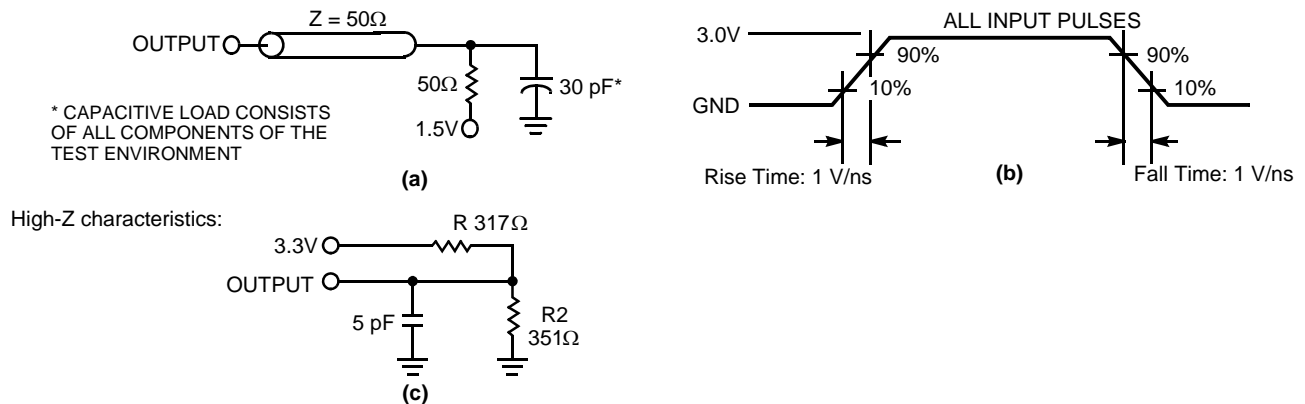 Z = 50Ω
OUTPUT
50Ω
30 pF*
1.5V
* CAPACITIVE LOAD CONSISTS
OF ALL COMPONENTS OF THE
TEST ENVIRONMENT
(a)
ALL INPUT PULSES
3.0V
90%
10%
GND
90%
10%
Rise Time: 1 V/ns
(b)
Fall Time: 1 V/ns
High-Z characteristics:
R 317Ω
3.3V
OUTPUT
5 pF
R2
351Ω
(c)